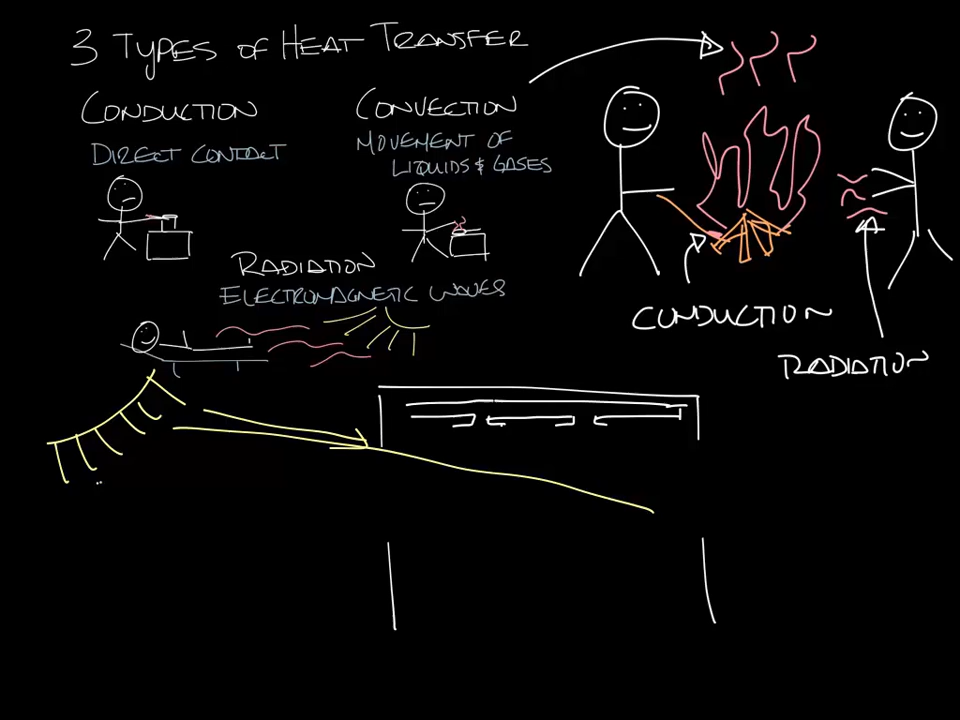 3 TYPES OF HEAT TRANSFER
CONDUCTION
DIRECT CONTACT
CONVECTION
MOVEMENT OF
LIQUIDS & GASES
RADIATION
ELECTROMAGNETIC WAVES
CONDUCTION
RADIATION